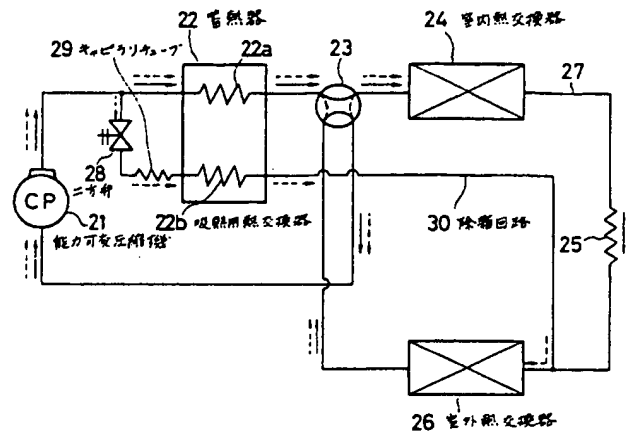 22 蓄熱器
29 キャピラリチューブ
22a
23
24 室内熱交換器
27
28
二方弁
CP
21
能力可変圧縮機
22b 吸熱用熱交換器
30 除霜回路
25
26 室外熱交換器